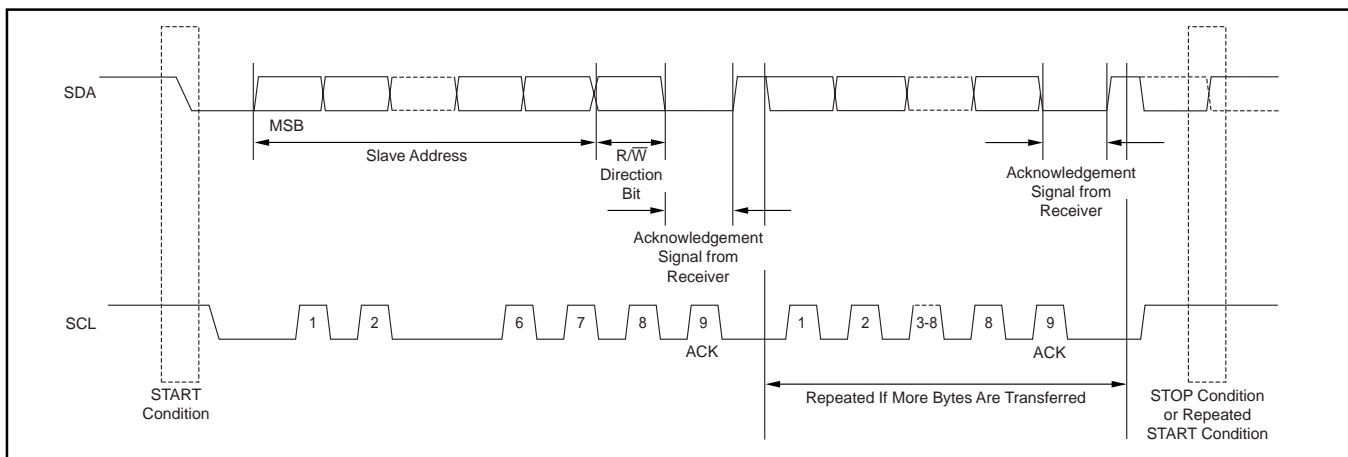 SDA
MSB
Slave Address
R/W̅
Direction
Bit
Acknowledgement
Signal from
Receiver
Acknowledgement
Signal from
Receiver
SCL
1
2
6
7
8
9
1
2
3-8
8
9
ACK
ACK
START
Condition
Repeated If More Bytes Are Transferred
STOP Condition
or Repeated
START Condition